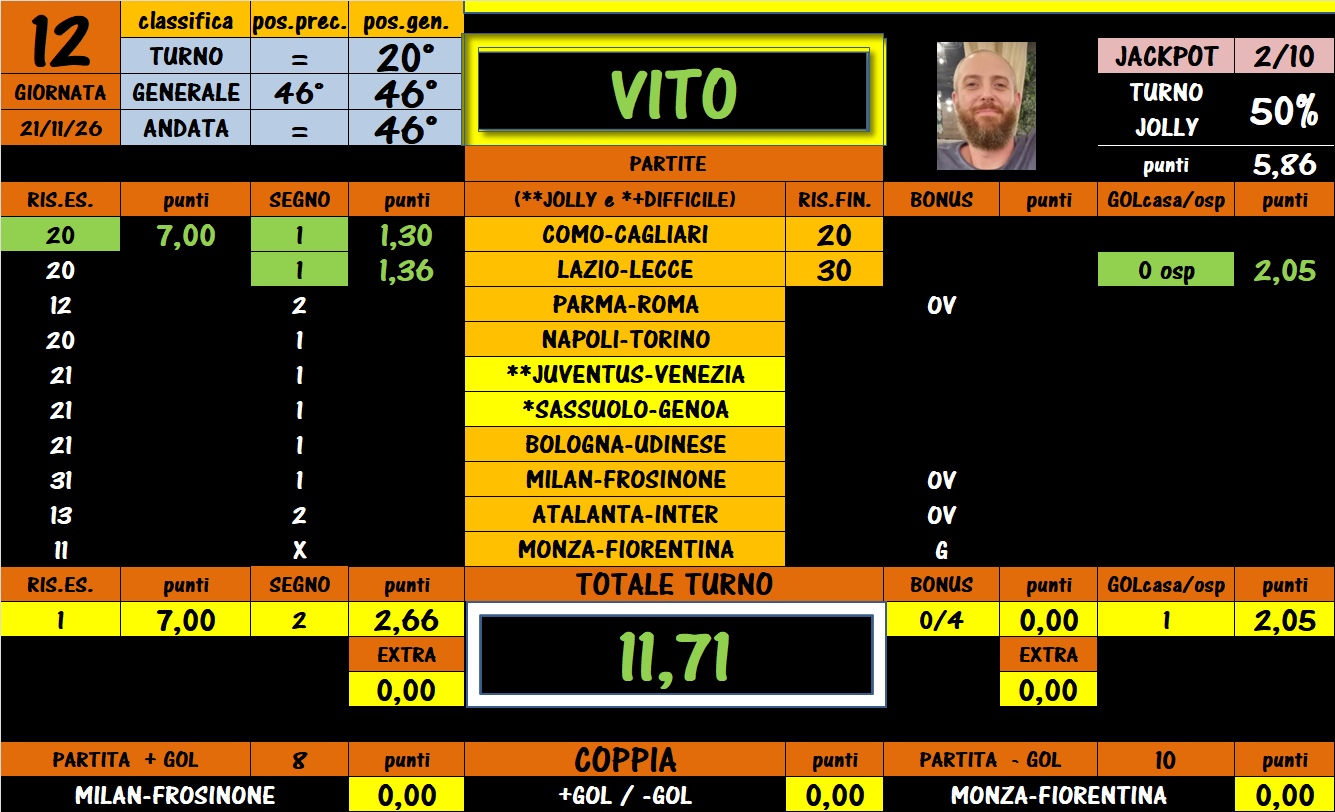 12 classifica pos.prec. pos.gen.
TURNO = 20°
GIORNATA GENERALE 46° 46°
21/11/26 ANDATA = 46°
VITO
JACKPOT 2/10
TURNO JOLLY 50%
punti 5,86
PARTITE
RIS.ES. punti SEGNO punti (**JOLLY e *+DIFFICILE) RIS.FIN. BONUS punti GOLcasa/osp punti
20 7,00 1 1,30 COMO-CAGLIARI 20
20 1 1,36 LAZIO-LECCE 30 0 osp 2,05
12 2 PARMA-ROMA OV
20 1 NAPOLI-TORINO
21 1 **JUVENTUS-VENEZIA
21 1 *SASSUOLO-GENOA
21 1 BOLOGNA-UDINESE
31 1 MILAN-FROSINONE OV
13 2 ATALANTA-INTER OV
11 X MONZA-FIORENTINA G
RIS.ES. punti SEGNO punti TOTALE TURNO BONUS punti GOLcasa/osp punti
1 7,00 2 2,66 11,71 0/4 0,00 1 2,05
EXTRA EXTRA
0,00 0,00
PARTITA + GOL 8 punti COPPIA punti PARTITA - GOL 10 punti
MILAN-FROSINONE 0,00 +GOL / -GOL 0,00 MONZA-FIORENTINA 0,00